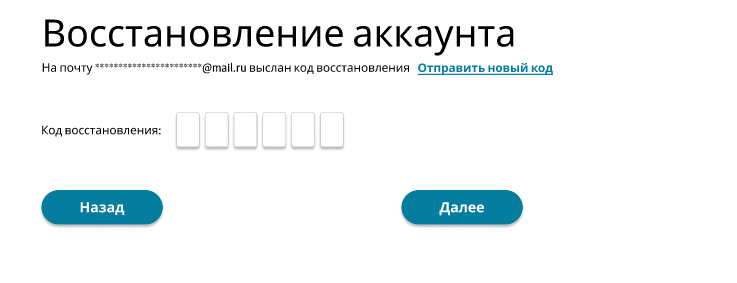 Восстановление аккаунта
На почту ***********************@mail.ru выслан код восстановления Отправить новый код
Код восстановления:
Назад Далее